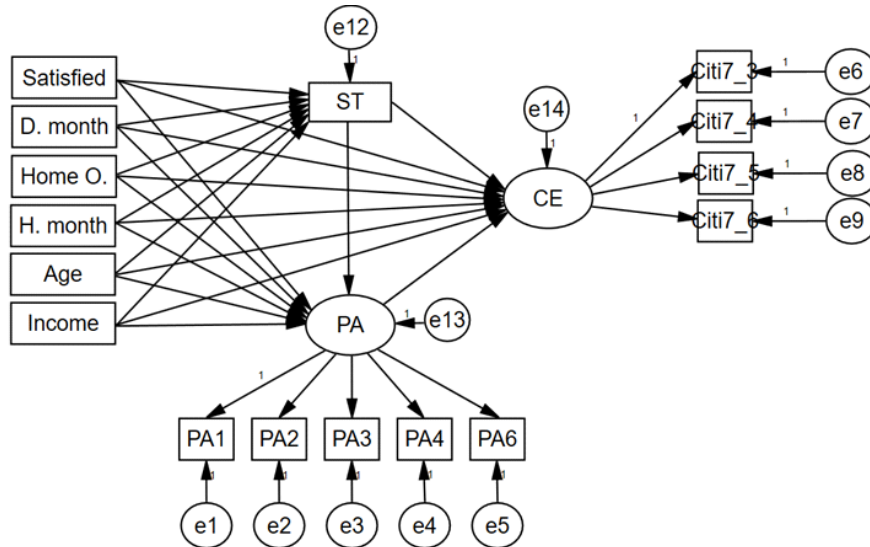 e12
1
Satisfied
D. month
Home O.
H. month
Age
Income
ST
e14
1
CE
1
Citi7_3
1
e6
Citi7_4
1
e7
Citi7_5
1
e8
Citi7_6
1
e9
PA
1
e13
1
PA1
PA2
PA3
PA4
PA6
1
1
1
1
1
e1
e2
e3
e4
e5